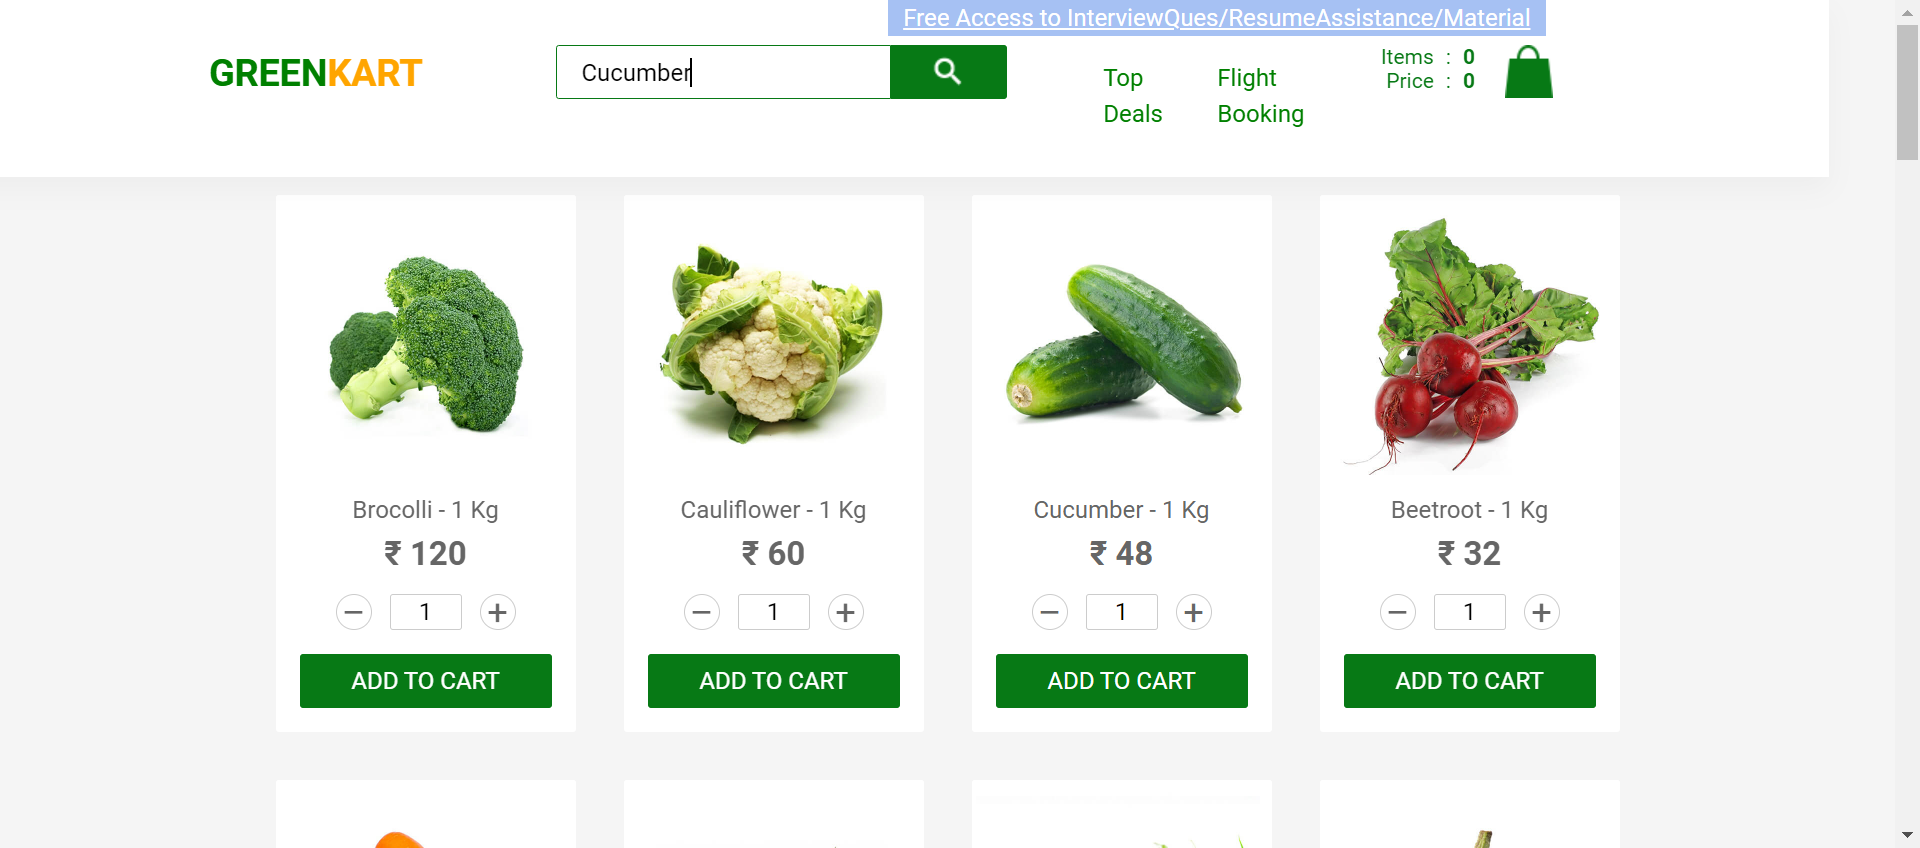 Free Access to InterviewQues/ResumeAssistance/Material
GREENKART
Cucumber
Top Deals
Flight Booking
Items : 0
Price : 0
Brocolli - 1 Kg
₹ 120
1
ADD TO CART
Cauliflower - 1 Kg
₹ 60
1
ADD TO CART
Cucumber - 1 Kg
₹ 48
1
ADD TO CART
Beetroot - 1 Kg
₹ 32
1
ADD TO CART